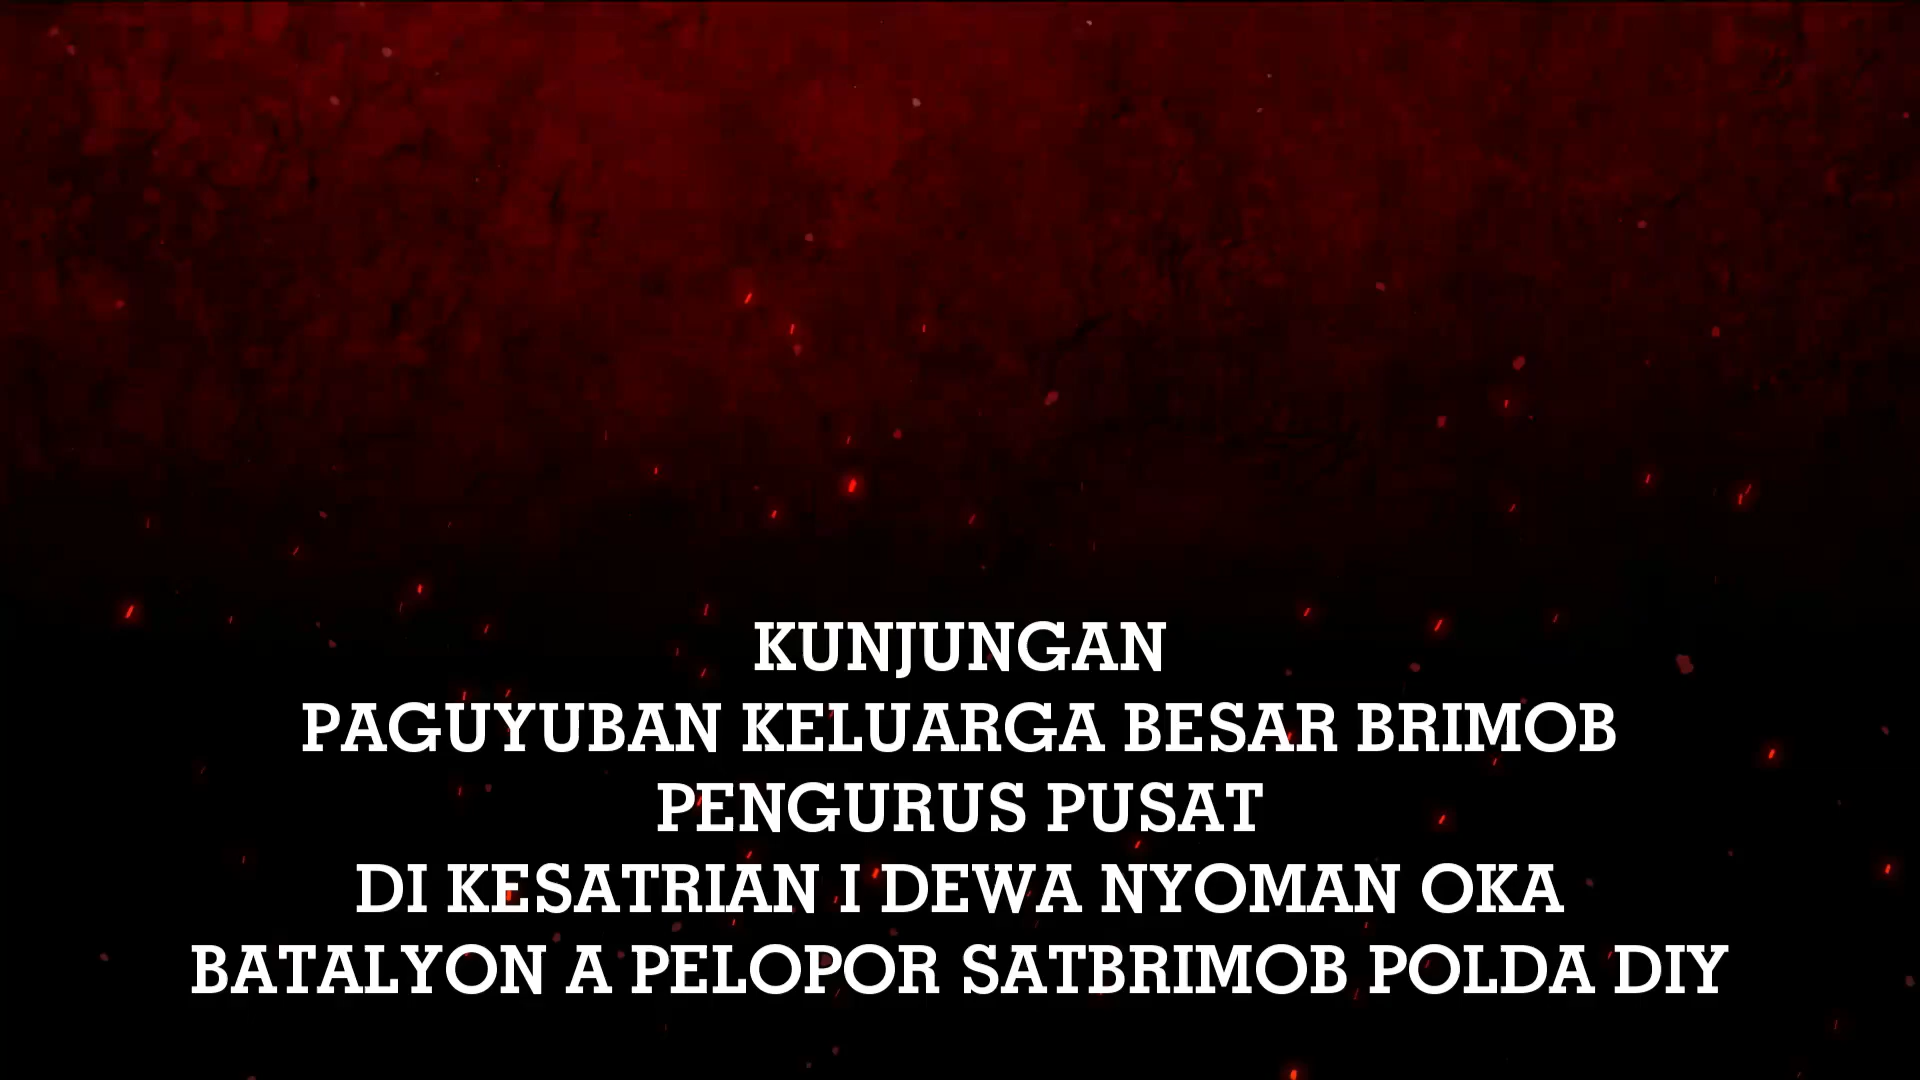 KUNJUNGAN
PAGUYUBAN KELUARGA BESAR BRIMOB
PENGURUS PUSAT
DI KESATRIAN I DEWA NYOMAN OKA
BATALYON A PELOPOR SATBRIMOB POLDA DIY